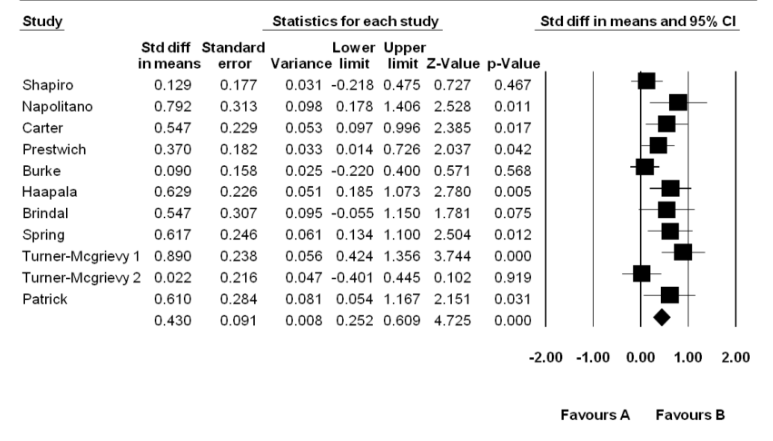 Study Statistics for each study Std diff in means and 95% CI
Std diff Standard Lower Upper
in means error Variance limit limit Z-Value p-Value
Shapiro 0.129 0.177 0.031 -0.218 0.475 0.727 0.467
Napolitano 0.792 0.313 0.098 0.178 1.406 2.528 0.011
Carter 0.547 0.229 0.053 0.097 0.996 2.385 0.017
Prestwich 0.370 0.182 0.033 0.014 0.726 2.037 0.042
Burke 0.090 0.158 0.025 -0.220 0.400 0.571 0.568
Haapala 0.629 0.226 0.051 0.185 1.073 2.780 0.005
Brindal 0.547 0.307 0.095 -0.055 1.150 1.781 0.075
Spring 0.617 0.246 0.061 0.134 1.100 2.504 0.012
Turner-Mcgrievy 1 0.890 0.238 0.056 0.424 1.356 3.744 0.000
Turner-Mcgrievy 2 0.022 0.216 0.047 -0.401 0.445 0.102 0.919
Patrick 0.610 0.284 0.081 0.054 1.167 2.151 0.031
0.430 0.091 0.008 0.252 0.609 4.725 0.000
-2.00 -1.00 0.00 1.00 2.00
Favours A Favours B